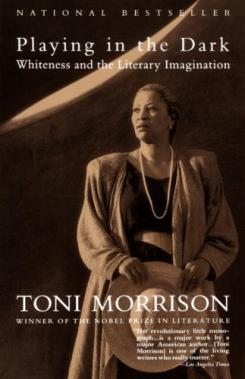 NATIONAL BESTSELLER
Playing in the Dark
Whiteness and the Literary Imagination
TONI MORRISON
WINNER OF THE NOBEL PRIZE IN LITERATURE
"Her revolutionary little mono-
graph...is a major work by a
major American author...[Toni
Morrison] is one of the living
writers who really matter."
—Los Angeles Times